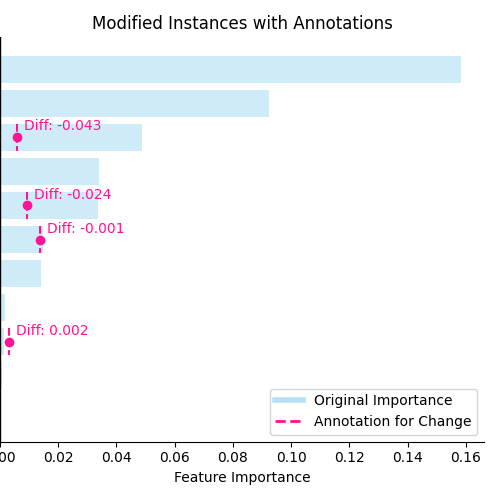 Modified Instances with Annotations
Diff: -0.043
Diff: -0.024
Diff: -0.001
Diff: 0.002
Original Importance
Annotation for Change
00 0.02 0.04 0.06 0.08 0.10 0.12 0.14 0.16
Feature Importance